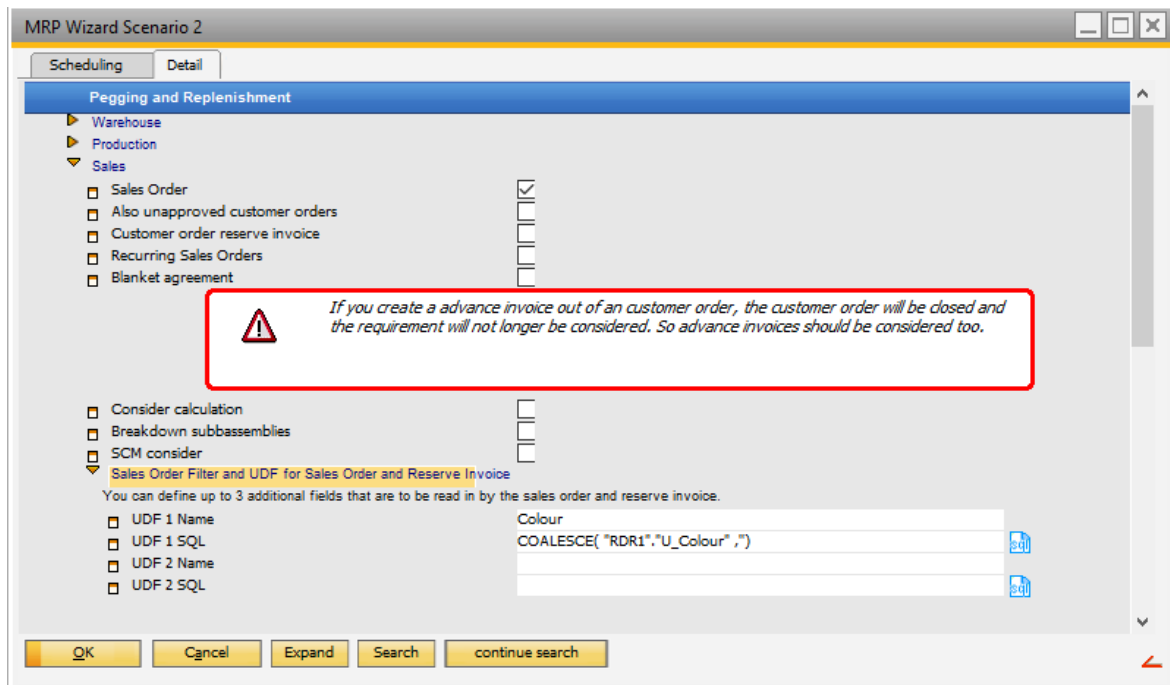 MRP Wizard Scenario 2
Scheduling Detail
Pegging and Replenishment
Warehouse
Production
Sales
Sales Order
Also unapproved customer orders
Customer order reserve invoice
Recurring Sales Orders
Blanket agreement
If you create a advance invoice out of an customer order, the customer order will be closed and
the requirement will not longer be considered. So advance invoices should be considered too.
Consider calculation
Breakdown subbassemblies
SCM consider
Sales Order Filter and UDF for Sales Order and Reserve Invoice
You can define up to 3 additional fields that are to be read in by the sales order and reserve invoice.
UDF 1 Name Colour
UDF 1 SQL COALESCE( "RDR1"."U_Colour" ,'') sql
UDF 2 Name
UDF 2 SQL sql
OK Cancel Expand Search continue search